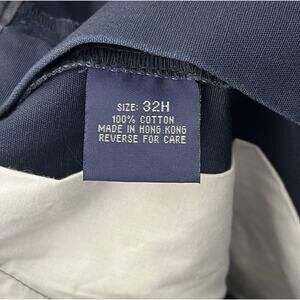 SIZE: 32H
100% COTTON
MADE IN HONG KONG
REVERSE FOR CARE